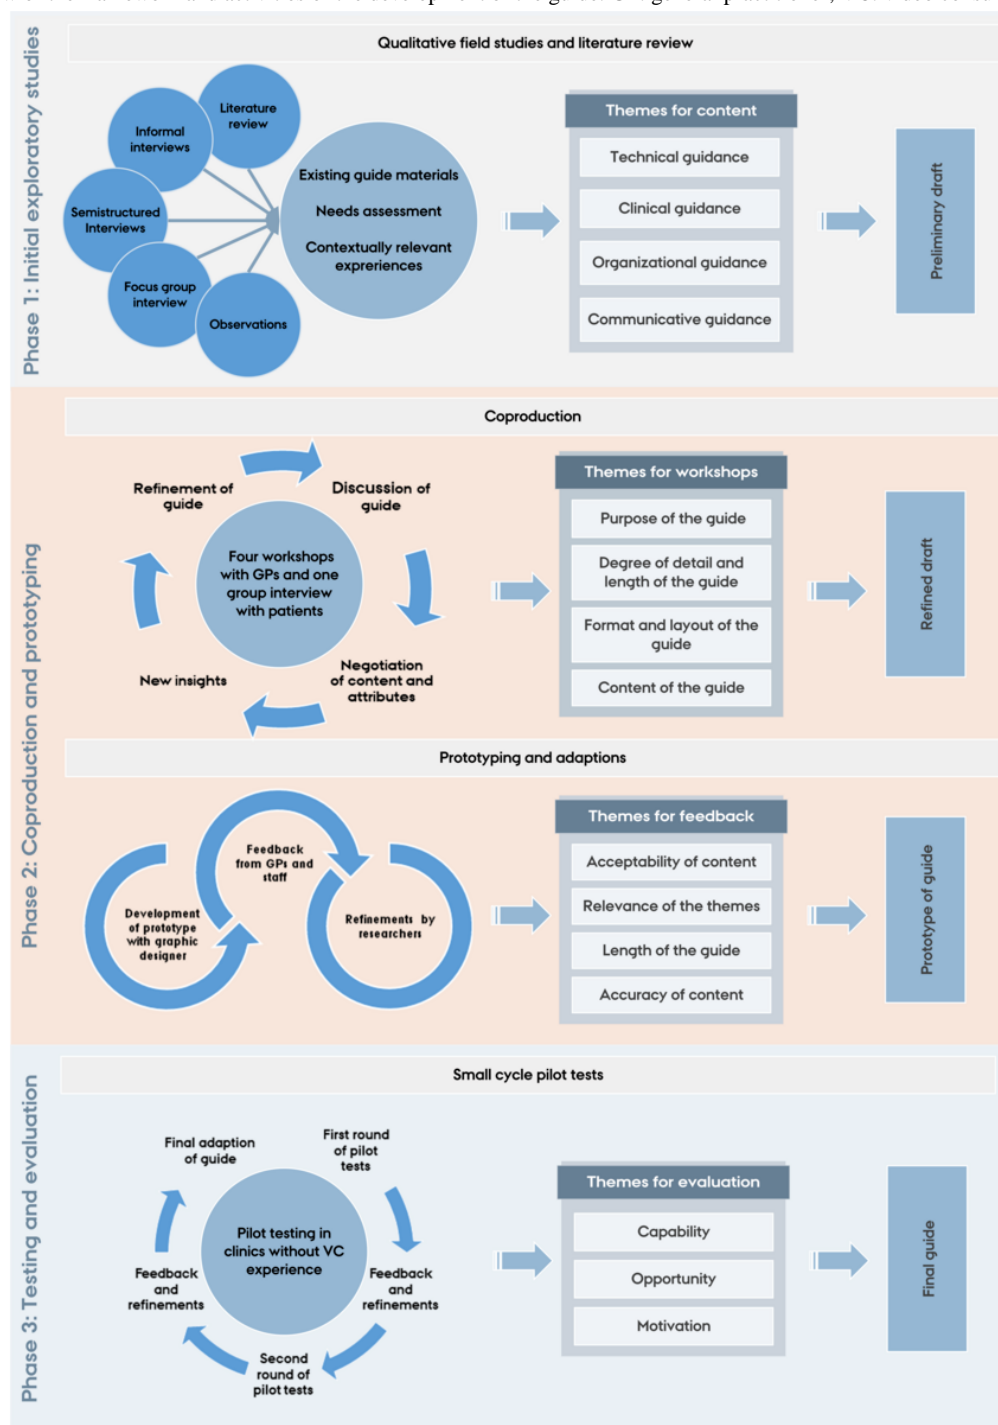 Qualitative field studies and literature review
Phase 1: Initial exploratory studies
Literature
review
Informal
interviews
Semistructured
Interviews
Focus group
interview
Observations
Existing guide materials
Needs assessment
Contextually relevant
expreriences
Themes for content
Technical guidance
Clinical guidance
Organizational guidance
Communicative guidance
Preliminary draft
Phase 2: Coproduction and prototyping
Coproduction
Refinement of
guide
Discussion of
guide
Four workshops
with GPs and one
group interview
with patients
New insights
Negotiation
of content and
attributes
Themes for workshops
Purpose of the guide
Degree of detail and
length of the guide
Format and layout of the
guide
Content of the guide
Refined draft
Prototyping and adaptions
Development
of prototype
with graphic
designer
Feedback
from GPs and
staff
Refinements by
researchers
Themes for feedback
Acceptability of content
Relevance of the themes
Length of the guide
Accuracy of content
Prototype of guide
Phase 3: Testing and evaluation
Small cycle pilot tests
Final adaption
of guide
First round
of pilot
tests
Pilot testing in
clinics without VC
experience
Feedback
and
refinements
Feedback
and
refinements
Second
round of
pilot tests
Themes for evaluation
Capability
Opportunity
Motivation
Final guide